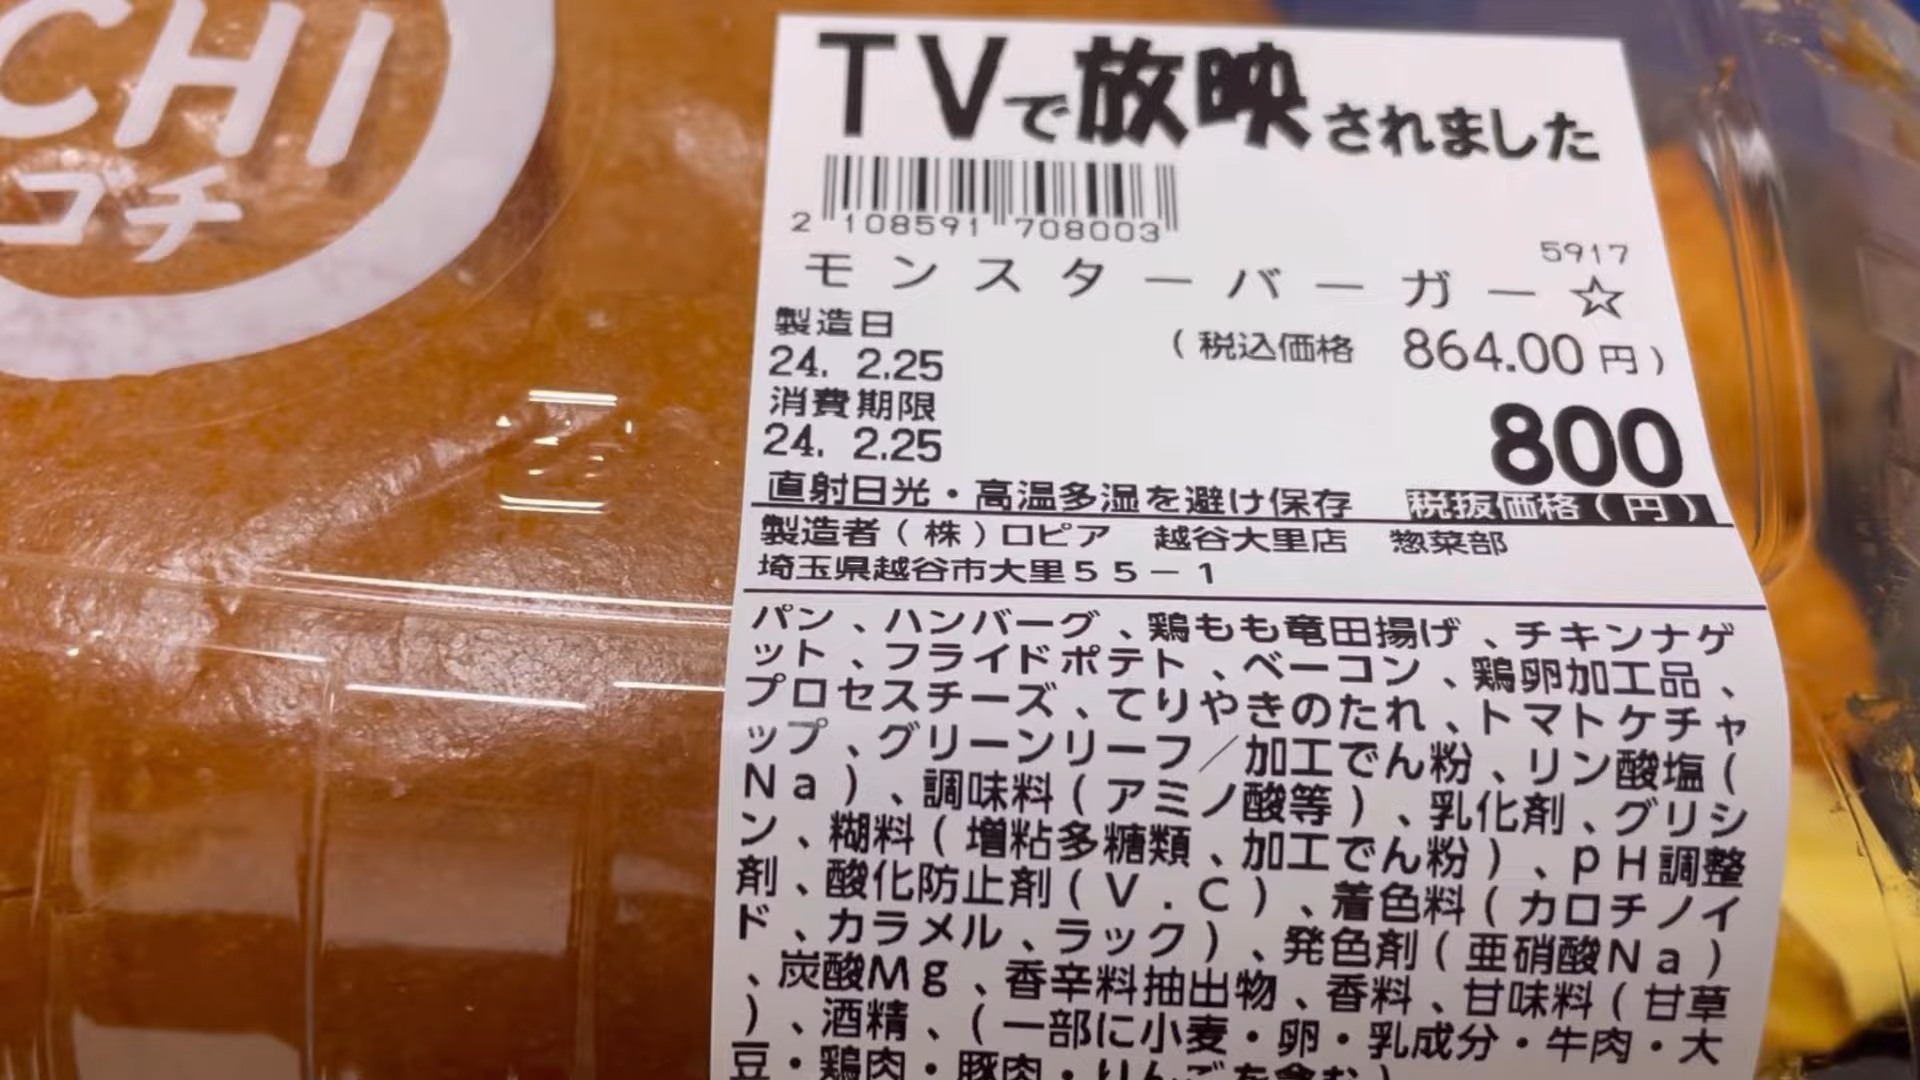 CHI
ゴチ
TVで放映されました
2 108591 708003
5917
モンスターバーガー☆
製造日
24. 2.25
(税込価格 864.00円)
消費期限
24. 2.25
800
直射日光・高温多湿を避け保存 税抜価格(円)
製造者(株)ロピア 越谷大里店 惣菜部
埼玉県越谷市大里55-1
パン、ハンバーグ、鶏もも竜田揚げ、チキンナゲ
ット、フライドポテト、ベーコン、鶏卵加工品、
プロセスチーズ、てりやきのたれ、トマトケチャ
ップ、グリーンリーフ/加工でん粉、リン酸塩(
Na)、調味料(アミノ酸等)、乳化剤、グリシ
ン、糊料(増粘多糖類、加工でん粉)、pH調整
剤、酸化防止剤(V.C)、着色料(カロチノイ
ド、カラメル、ラック)、発色剤(亜硝酸Na)
、炭酸Mg、香辛料抽出物、香料、甘味料(甘草
)、酒精、(一部に小麦・卵・乳成分・牛肉・大
豆・鶏肉・豚肉・りんごを含む)